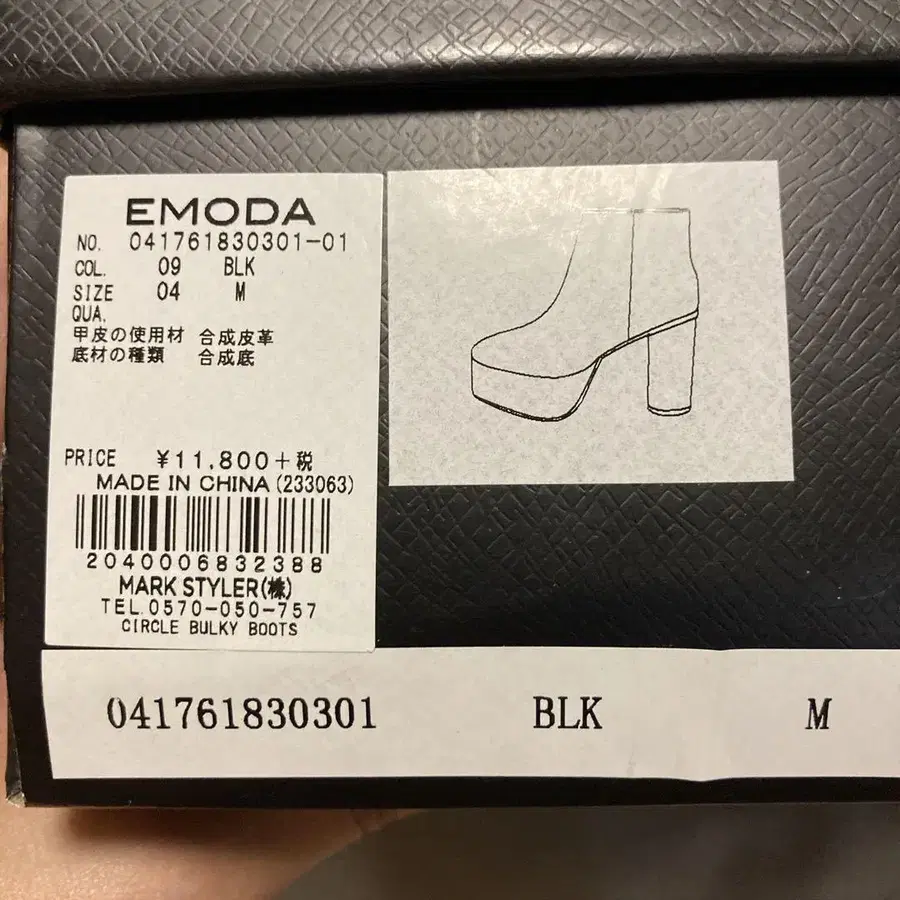 EMODA
NO. 041761830301-01
COL. 09 BLK
SIZE 04 M
QUA.
甲皮の使用材 合成皮革
底材の種類 合成底
PRICE ¥11,800+税
MADE IN CHINA (233063)
2040006832388
MARK STYLER(株)
TEL.0570-050-757
CIRCLE BULKY BOOTS
041761830301 BLK M